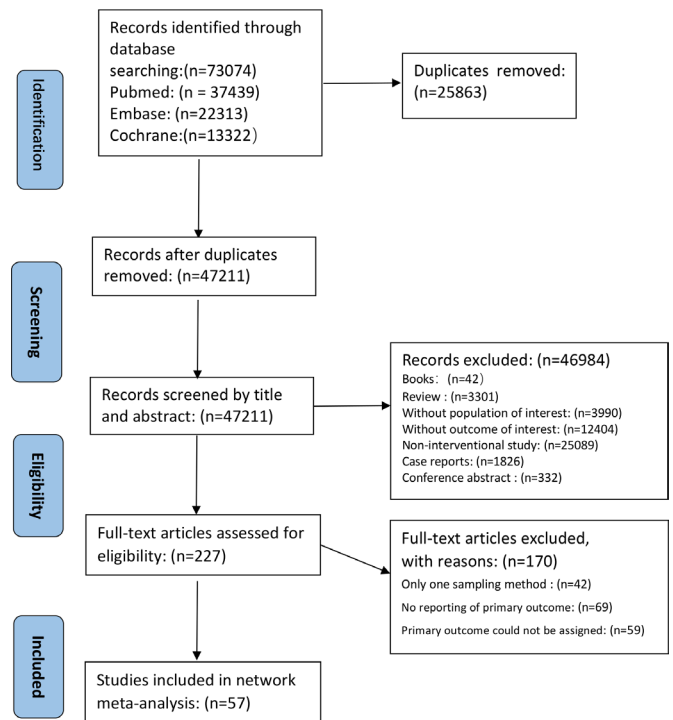 Identification
Records identified through
database
searching:(n=73074)
Pubmed: (n = 37439)
Embase: (n=22313)
Cochrane:(n=13322）
Duplicates removed:
(n=25863)
Screening
Records after duplicates
removed: (n=47211)
Records screened by title
and abstract: (n=47211)
Records excluded: (n=46984)
Books: （n=42）
Review : (n=3301)
Without population of interest: (n=3990)
Without outcome of interest: (n=12404)
Non-interventional study: (n=25089)
Case reports: (n=1826)
Conference abstract : (n=332)
Eligibility
Full-text articles assessed for
eligibility: (n=227)
Full-text articles excluded,
with reasons: (n=170)
Only one sampling method : (n=42)
No reporting of primary outcome: (n=69)
Primary outcome could not be assigned: (n=59)
Included
Studies included in network
meta-analysis: (n=57)